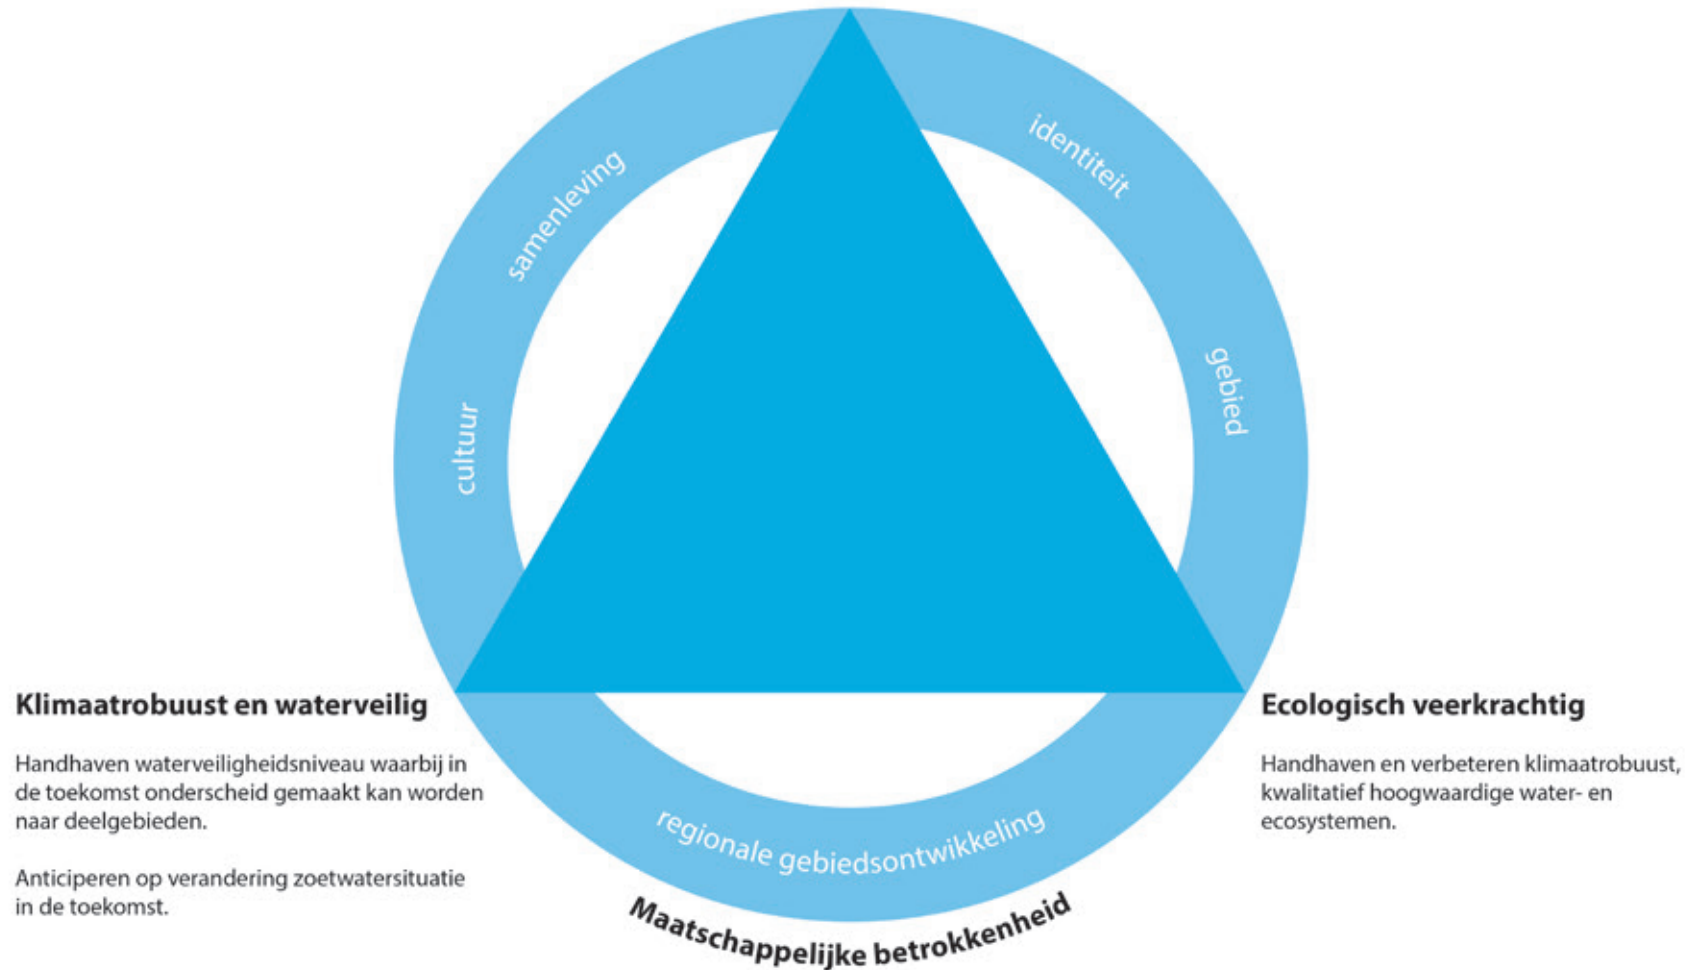 identiteit
samenleving
gebied
cultuur
Klimaatrobuust en waterveilig
Handhaven waterveiligheidsniveau waarbij in
de toekomst onderscheid gemaakt kan worden
naar deelgebieden.
Anticiperen op verandering zoetwatersituatie
in de toekomst.
Ecologisch veerkrachtig
Handhaven en verbeteren klimaatrobuust,
kwalitatief hoogwaardige water- en
ecosystemen.
regionale gebiedsontwikkeling
Maatschappelijke betrokkenheid